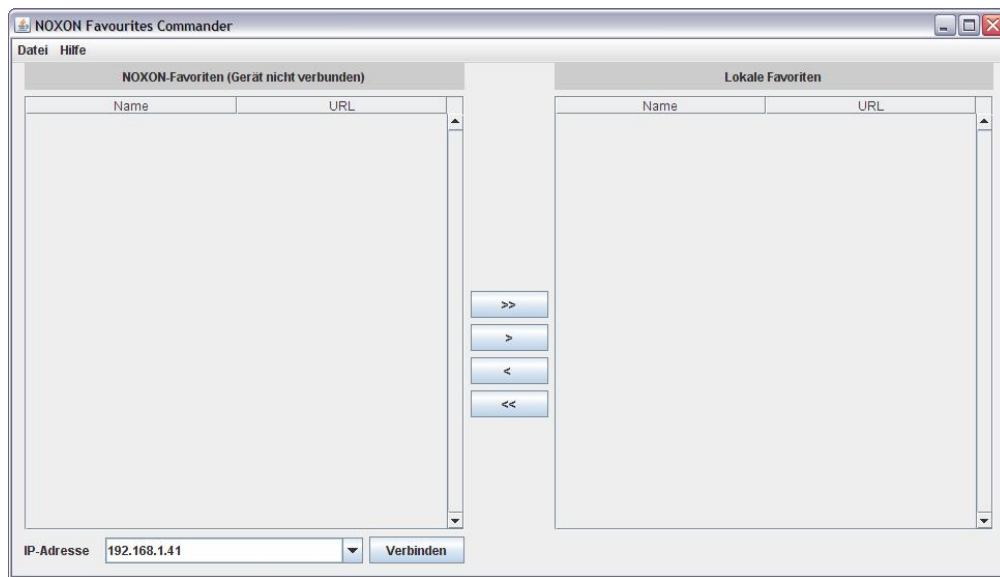 NOXON Favourites Commander
Datei Hilfe
NOXON-Favoriten (Gerät nicht verbunden)
Lokale Favoriten
Name URL
Name URL
>>
>
<
<<
IP-Adresse 192.168.1.41 Verbinden